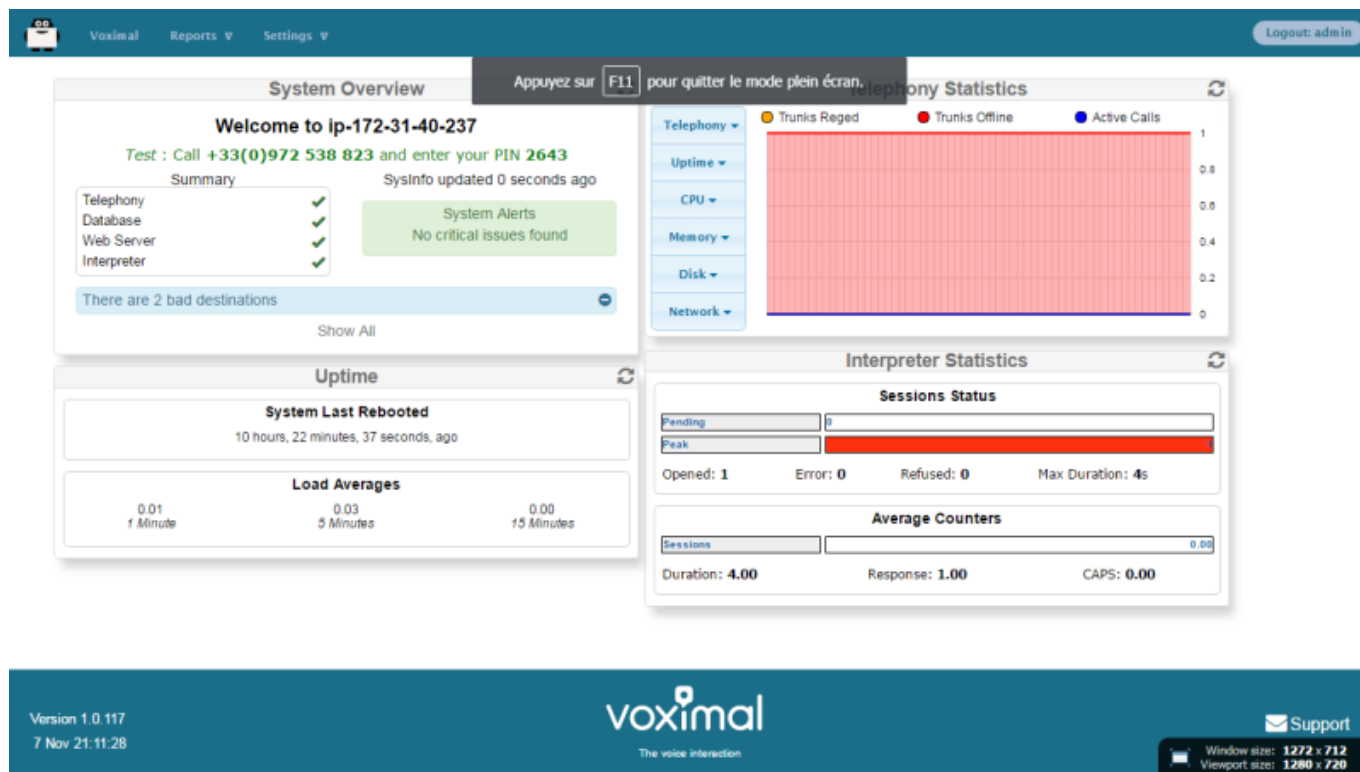 Voximal Reports Settings Logout: admin
Appuyez sur F11 pour quitter le mode plein écran.
System Overview
Welcome to ip-172-31-40-237
Test : Call +33(0)972 538 823 and enter your PIN 2643
Summary
Telephony
Database
Web Server
Interpreter
SysInfo updated 0 seconds ago
System Alerts
No critical issues found
There are 2 bad destinations
Show All
Uptime
System Last Rebooted
10 hours, 22 minutes, 37 seconds, ago
Load Averages
0.01 0.03 0.00
1 Minute 5 Minutes 15 Minutes
Telephony Statistics
Telephony
Uptime
CPU
Memory
Disk
Network
Trunks Reged Trunks Offline Active Calls
1
0.8
0.6
0.4
0.2
0
Interpreter Statistics
Sessions Status
Pending 0
Peak 1
Opened: 1 Error: 0 Refused: 0 Max Duration: 4s
Average Counters
Sessions 0.00
Duration: 4.00 Response: 1.00 CAPS: 0.00
Version 1.0.117
7 Nov 21:11:28
voximal
The voice interaction
Support
Window size: 1272 x 712
Viewport size: 1280 x 720